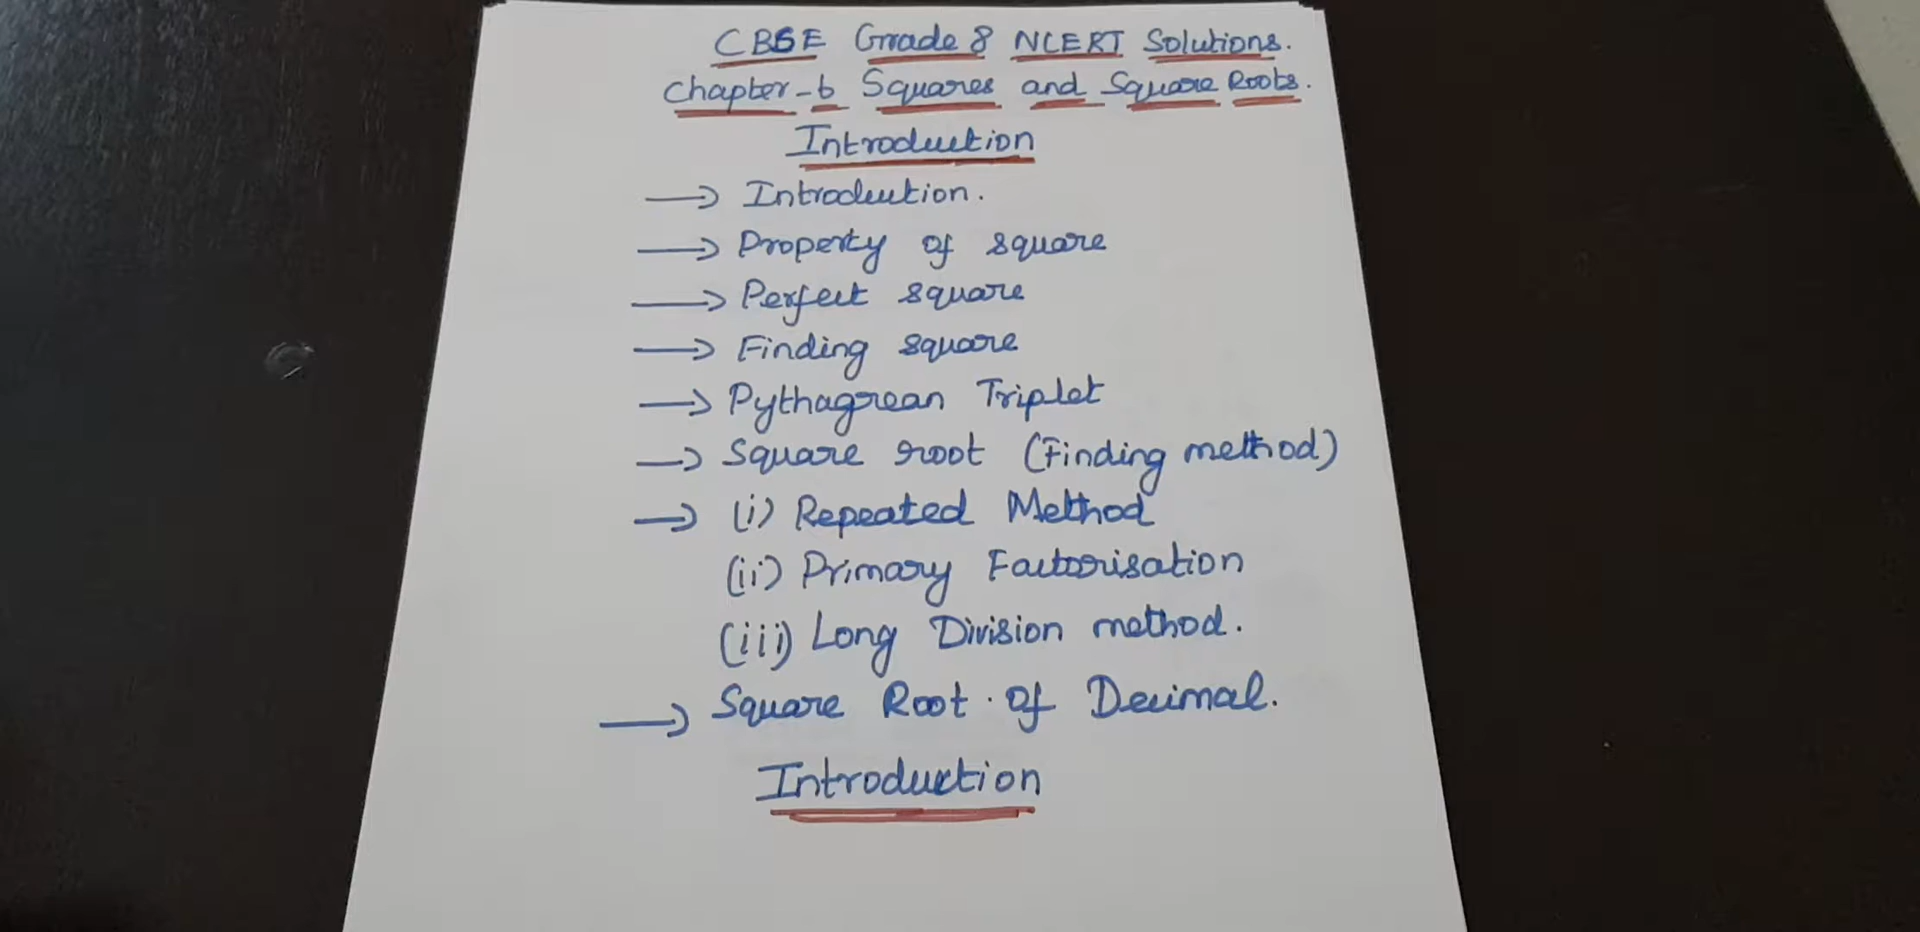 CBSE Grade 8 NCERT Solutions.
Chapter-6 Squares and Square Roots.
Introduction
→ Introduction.
→ Property of square
→ Perfect square
→ Finding square
→ Pythagrean Triplet
→ Square root (Finding method)
→ (i) Repeated Method
(ii) Primary Factorisation
(iii) Long Division method.
→ Square Root of Decimal.
Introduction